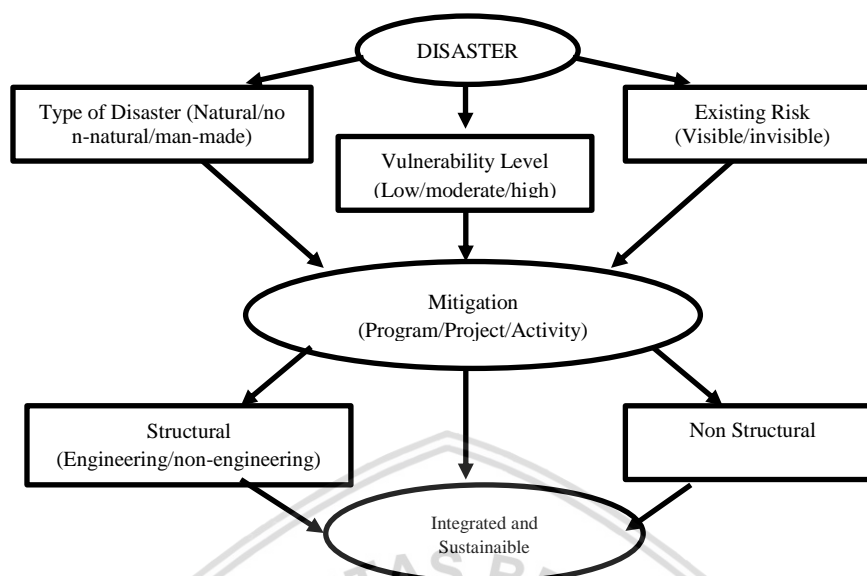 DISASTER
Type of Disaster (Natural/no
n-natural/man-made)
Existing Risk
(Visible/invisible)
Vulnerability Level
(Low/moderate/high)
Mitigation
(Program/Project/Activity)
Structural
(Engineering/non-engineering)
Non Structural
Integrated and
Sustainaible